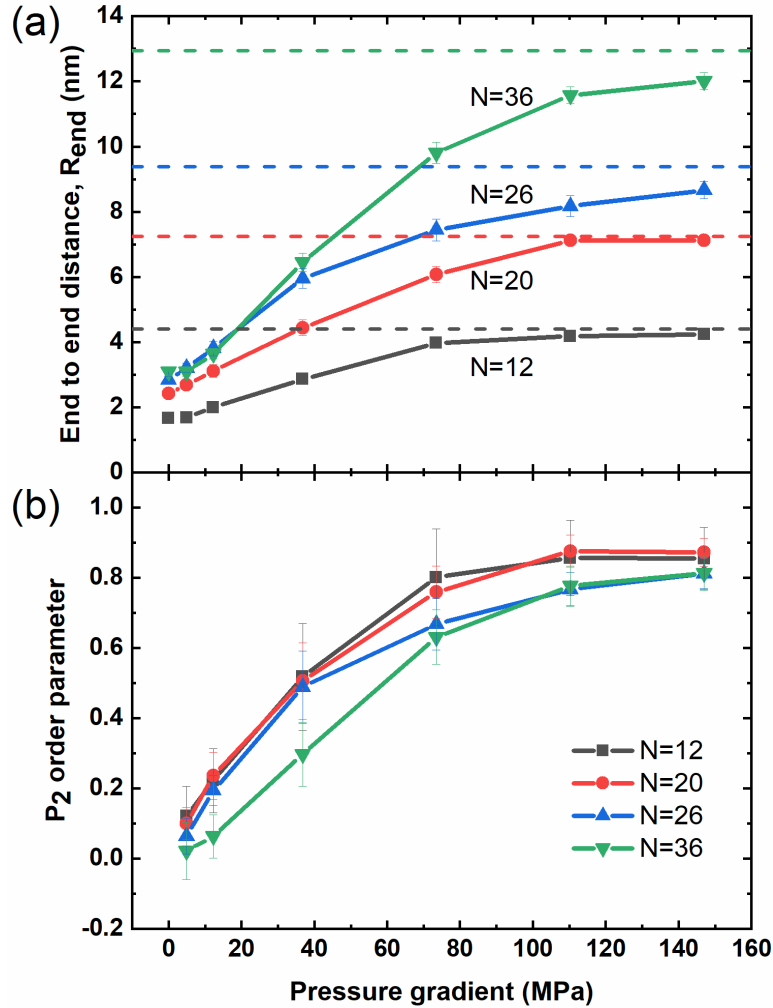 (a)
14
12
10
8
6
4
2
0
End to end distance, Rend (nm)
N=36
N=26
N=20
N=12
(b)
1.0
0.8
0.6
0.4
0.2
0.0
-0.2
P2 order parameter
N=12
N=20
N=26
N=36
0 20 40 60 80 100 120 140 160
Pressure gradient (MPa)